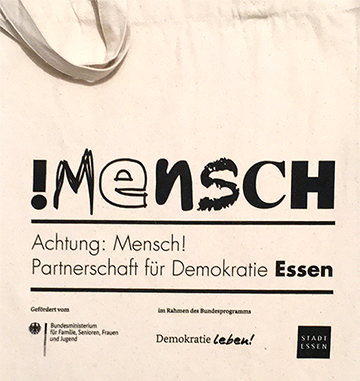 !MenscH
Achtung: Mensch!
Partnerschaft für Demokratie Essen
Gefördert vom
im Rahmen des Bundesprogramms
Bundesministerium
für Familie, Senioren, Frauen
und Jugend
Demokratie leben!
STADT
ESSEN